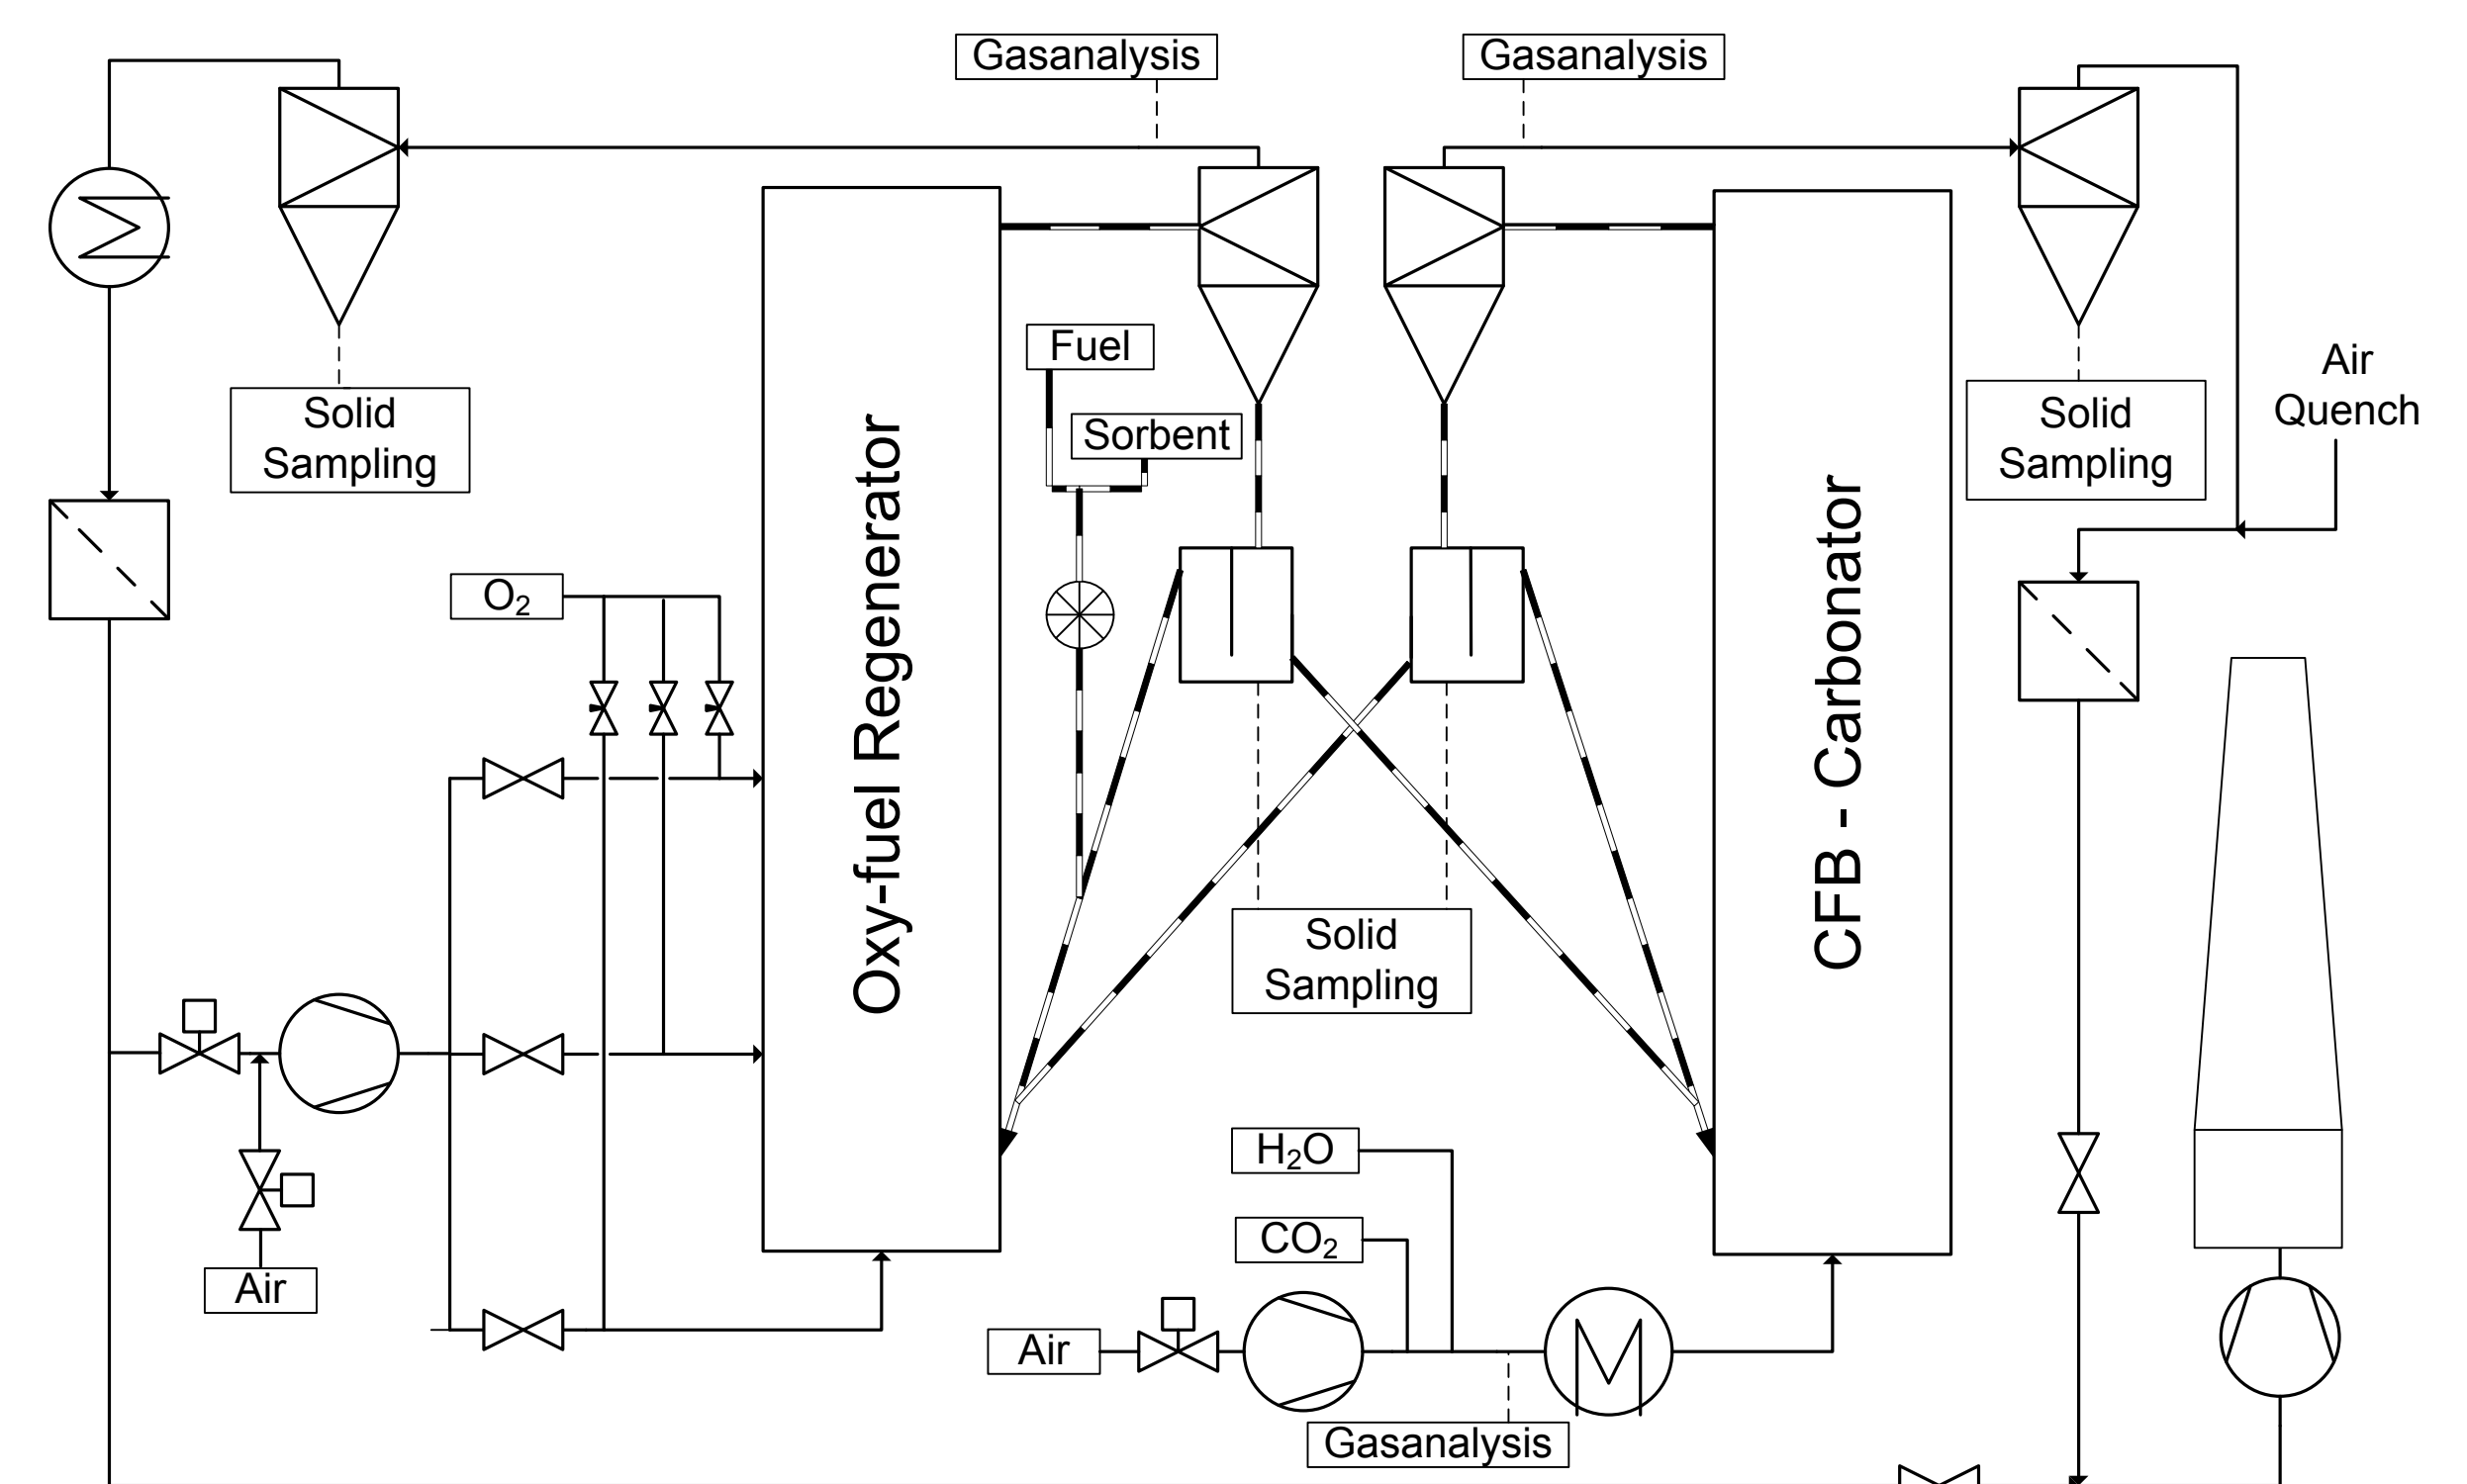 Gasanalysis
Gasanalysis
Fuel
Sorbent
Solid
Sampling
Solid
Sampling
Air
Quench
O₂
Oxy-fuel Regenerator
CFB - Carbonator
Solid
Sampling
H₂O
CO₂
Air
Air
Gasanalysis